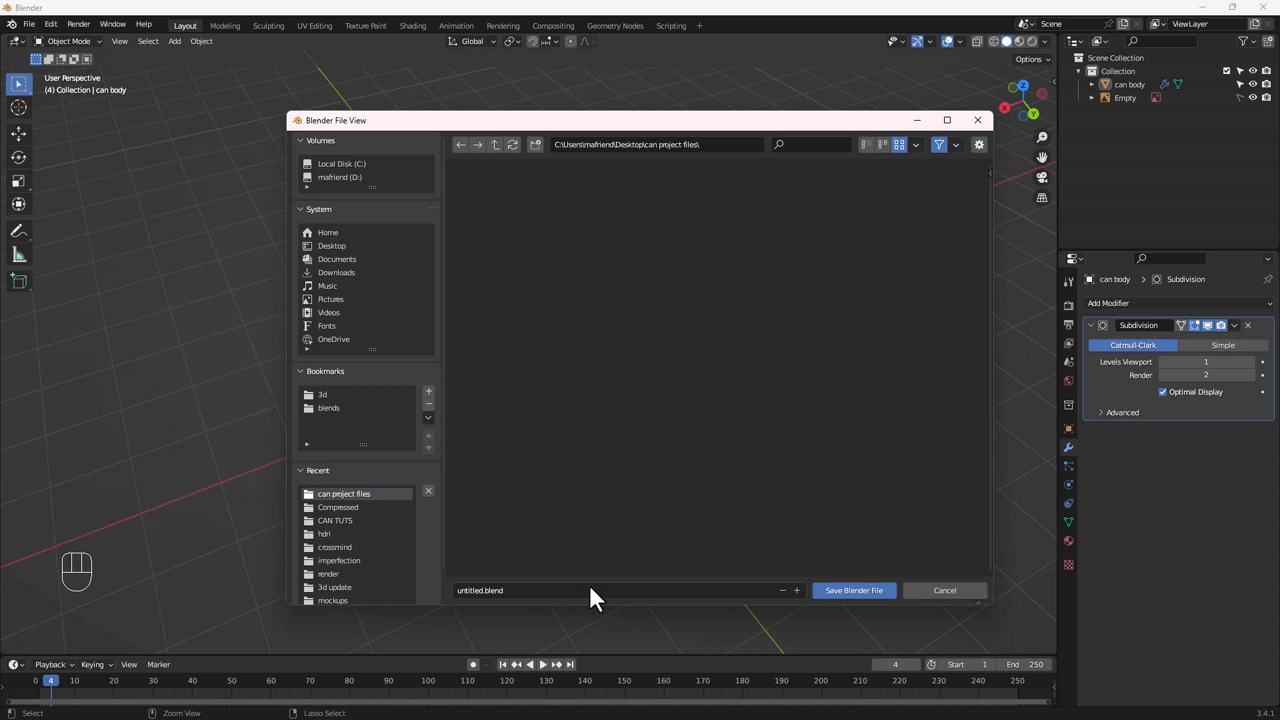 Blender
File Edit Render Window Help Layout Modeling Sculpting UV Editing Texture Paint Shading Animation Rendering Compositing Geometry Nodes Scripting + Scene ViewLayer
Object Mode View Select Add Object Global
Options
User Perspective
(4) Collection | can body
Z
X
Y
Scene Collection
Collection
can body
Empty
Blender File View
Volumes
Local Disk (C:)
mafriend (D:)
System
Home
Desktop
Documents
Downloads
Music
Pictures
Videos
Fonts
OneDrive
Bookmarks
3d
blends
Recent
can project files
Compressed
CAN TUTS
hdri
crossmind
imperfection
render
3d update
mockups
C:\Users\mafriend\Desktop\can project files\
untitled.blend
Save Blender File
Cancel
can body > Subdivision
Add Modifier
Subdivision
Catmull-Clark Simple
Levels Viewport 1
Render 2
Optimal Display
Advanced
Playback Keying View Marker 4 Start 1 End 250
0 4 10 20 30 40 50 60 70 80 90 100 110 120 130 140 150 160 170 180 190 200 210 220 230 240 250
Select Zoom View Lasso Select 3.4.1